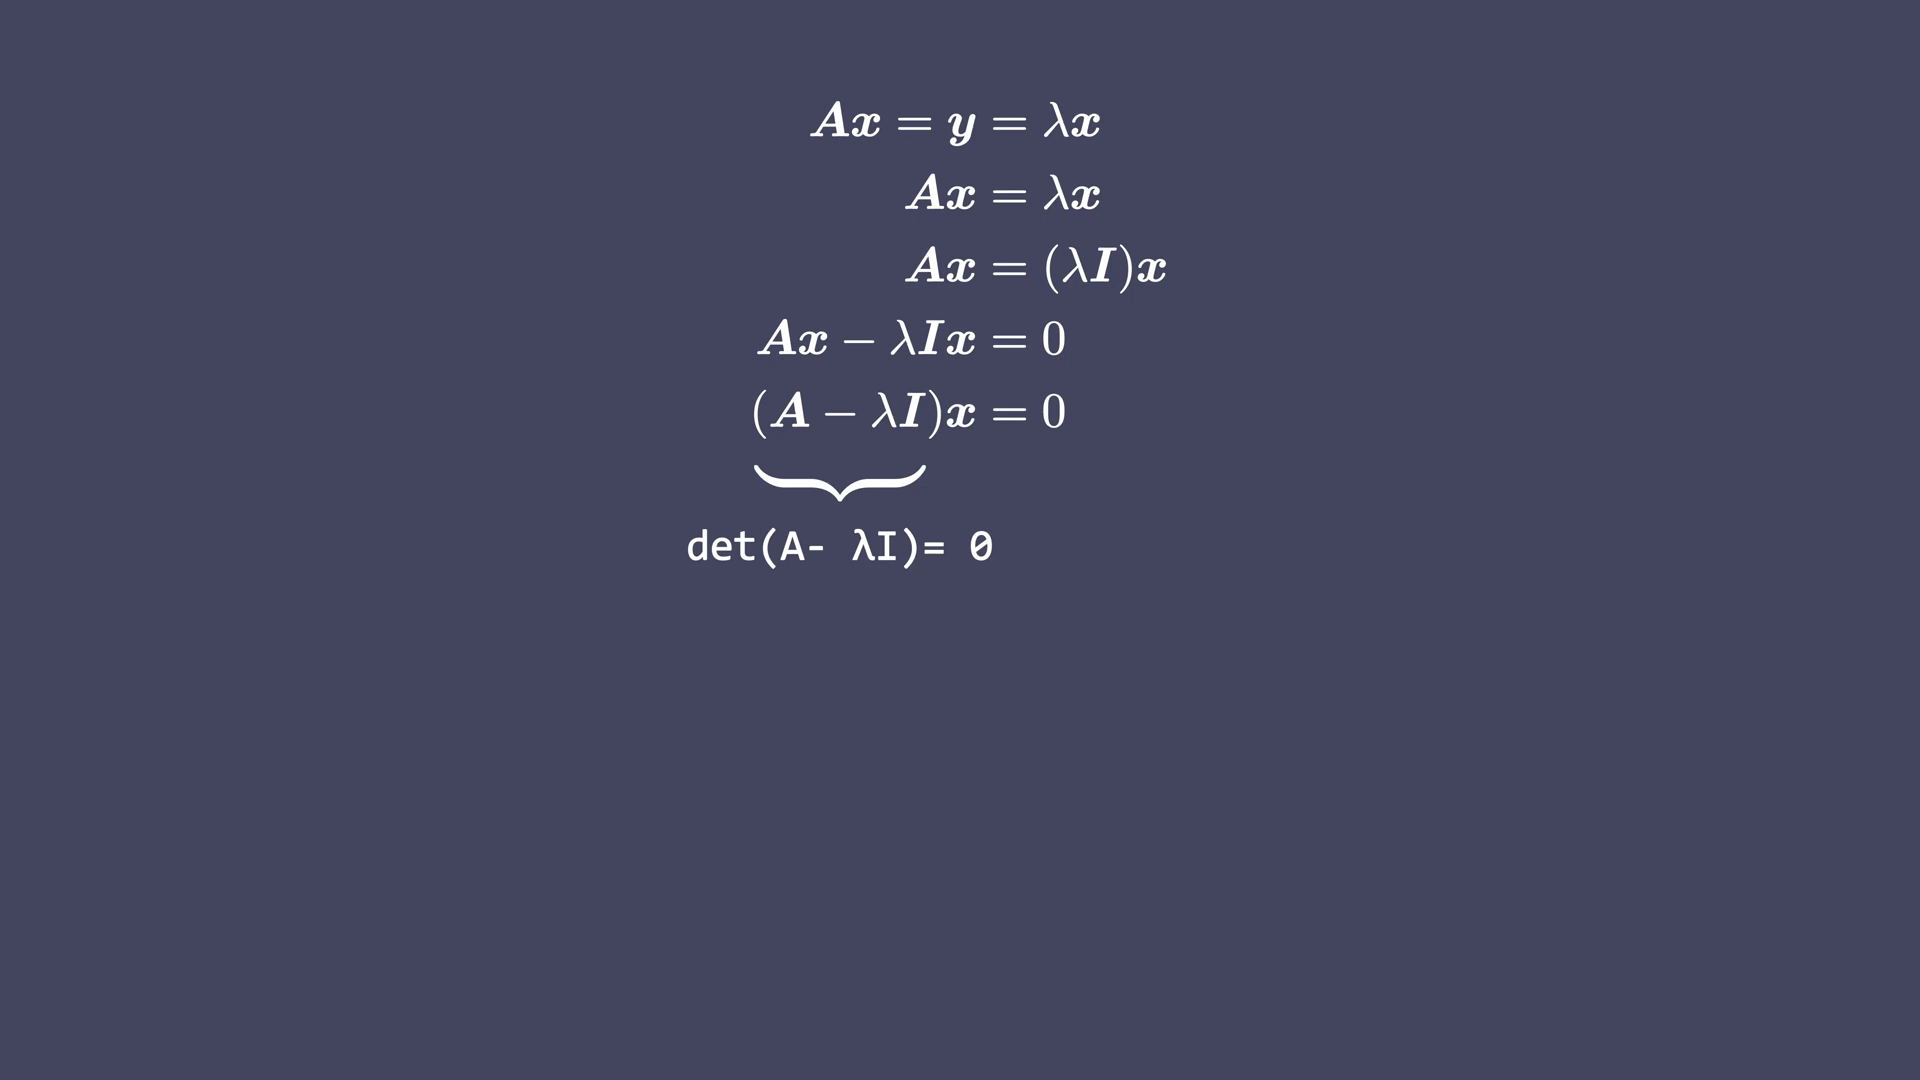 Ax = y = λx
Ax = λx
Ax = (λI)x
Ax − λIx = 0
(A − λI)x = 0
det(A- λI)= 0